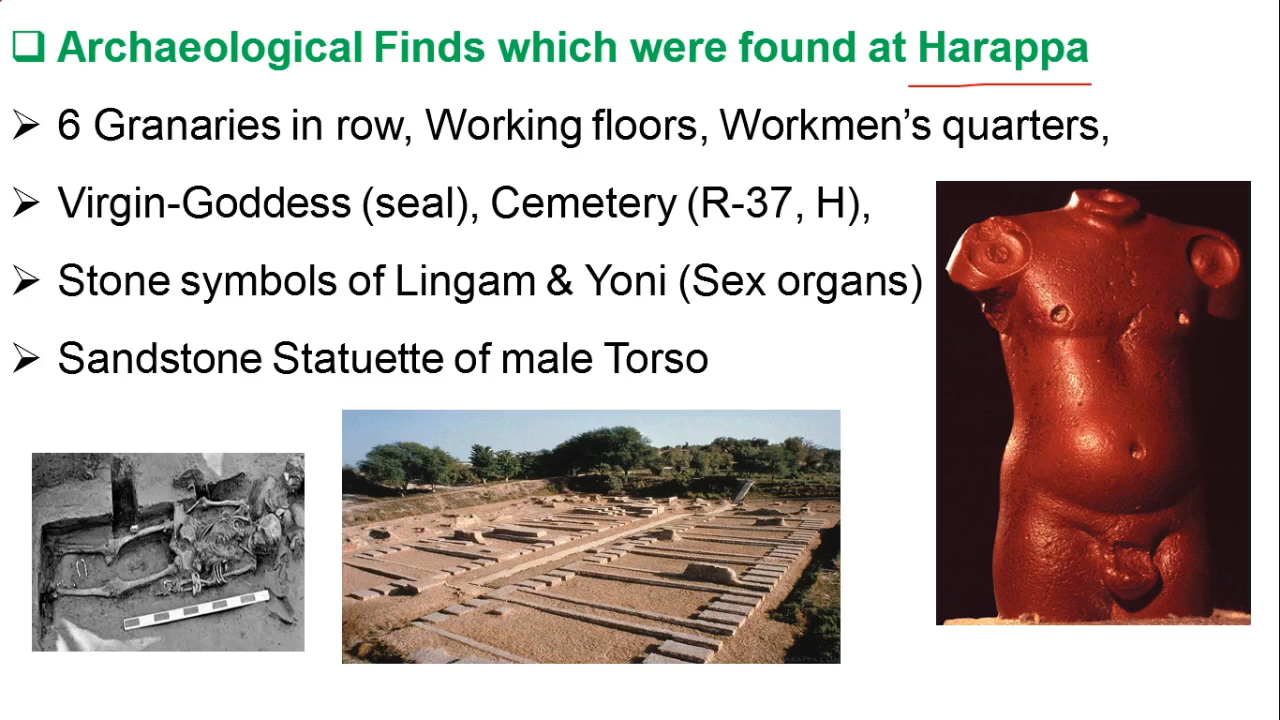 Archaeological Finds which were found at Harappa
6 Granaries in row, Working floors, Workmen’s quarters,
Virgin-Goddess (seal), Cemetery (R-37, H),
Stone symbols of Lingam & Yoni (Sex organs)
Sandstone Statuette of male Torso